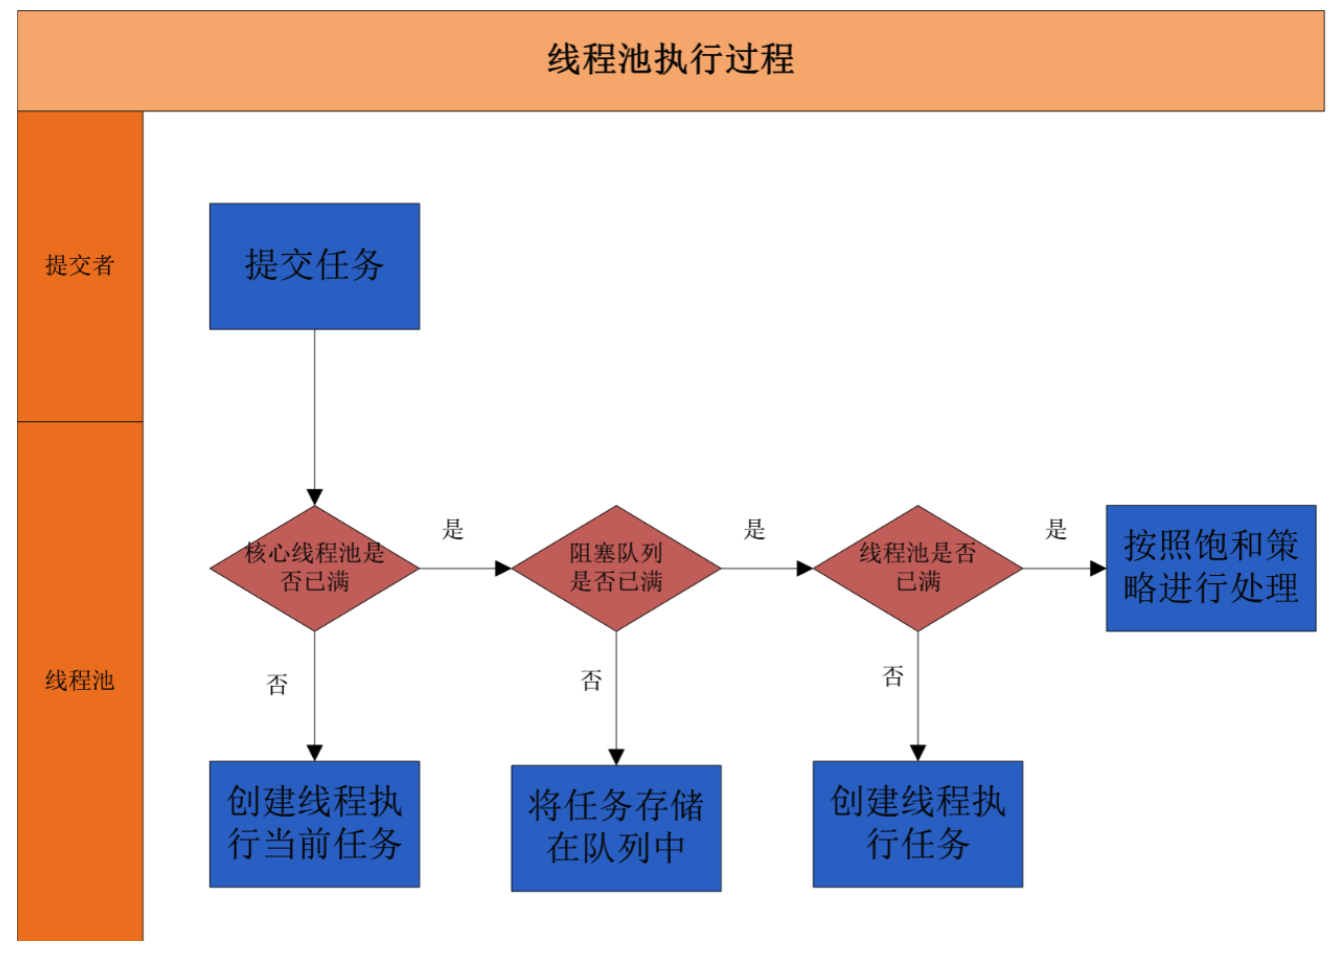 线程池执行过程
提交者
提交任务
线程池
核心线程池是
否已满
是
阻塞队列
是否已满
是
线程池是否
已满
是
按照饱和策
略进行处理
否
否
否
创建线程执
行当前任务
将任务存储
在队列中
创建线程执
行任务